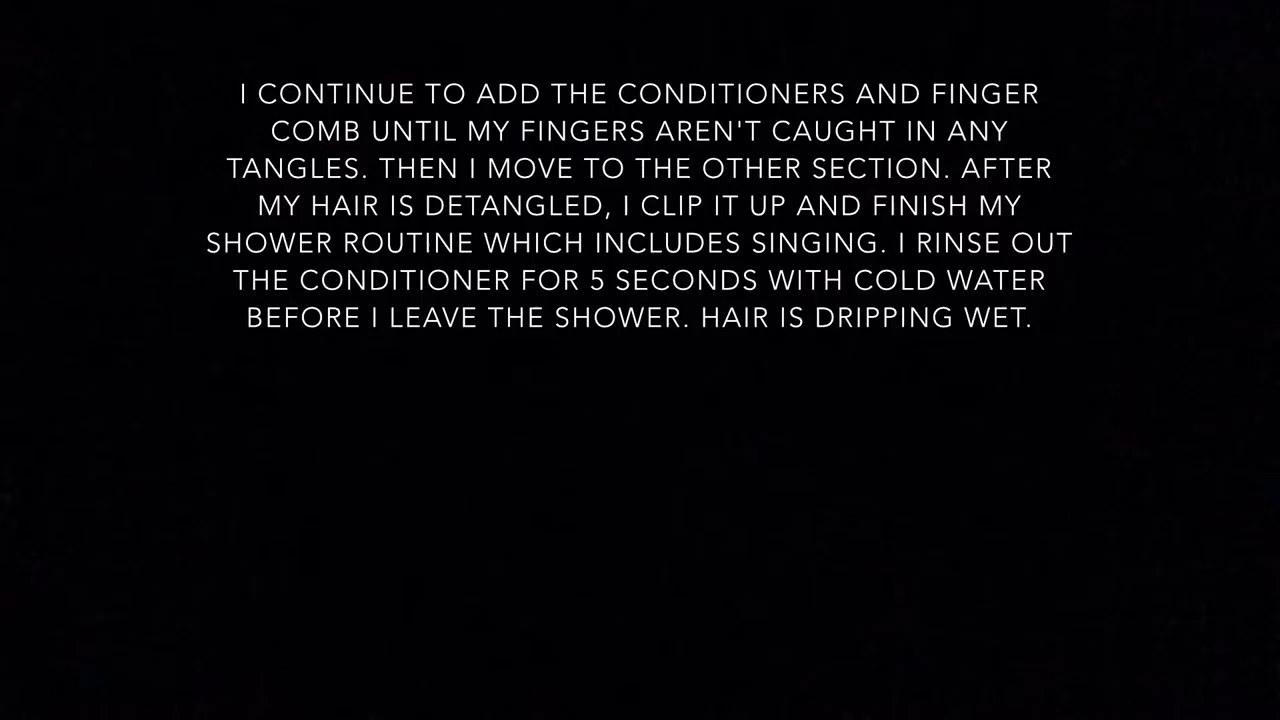 I CONTINUE TO ADD THE CONDITIONERS AND FINGER
COMB UNTIL MY FINGERS AREN'T CAUGHT IN ANY
TANGLES. THEN I MOVE TO THE OTHER SECTION. AFTER
MY HAIR IS DETANGLED, I CLIP IT UP AND FINISH MY
SHOWER ROUTINE WHICH INCLUDES SINGING. I RINSE OUT
THE CONDITIONER FOR 5 SECONDS WITH COLD WATER
BEFORE I LEAVE THE SHOWER. HAIR IS DRIPPING WET.